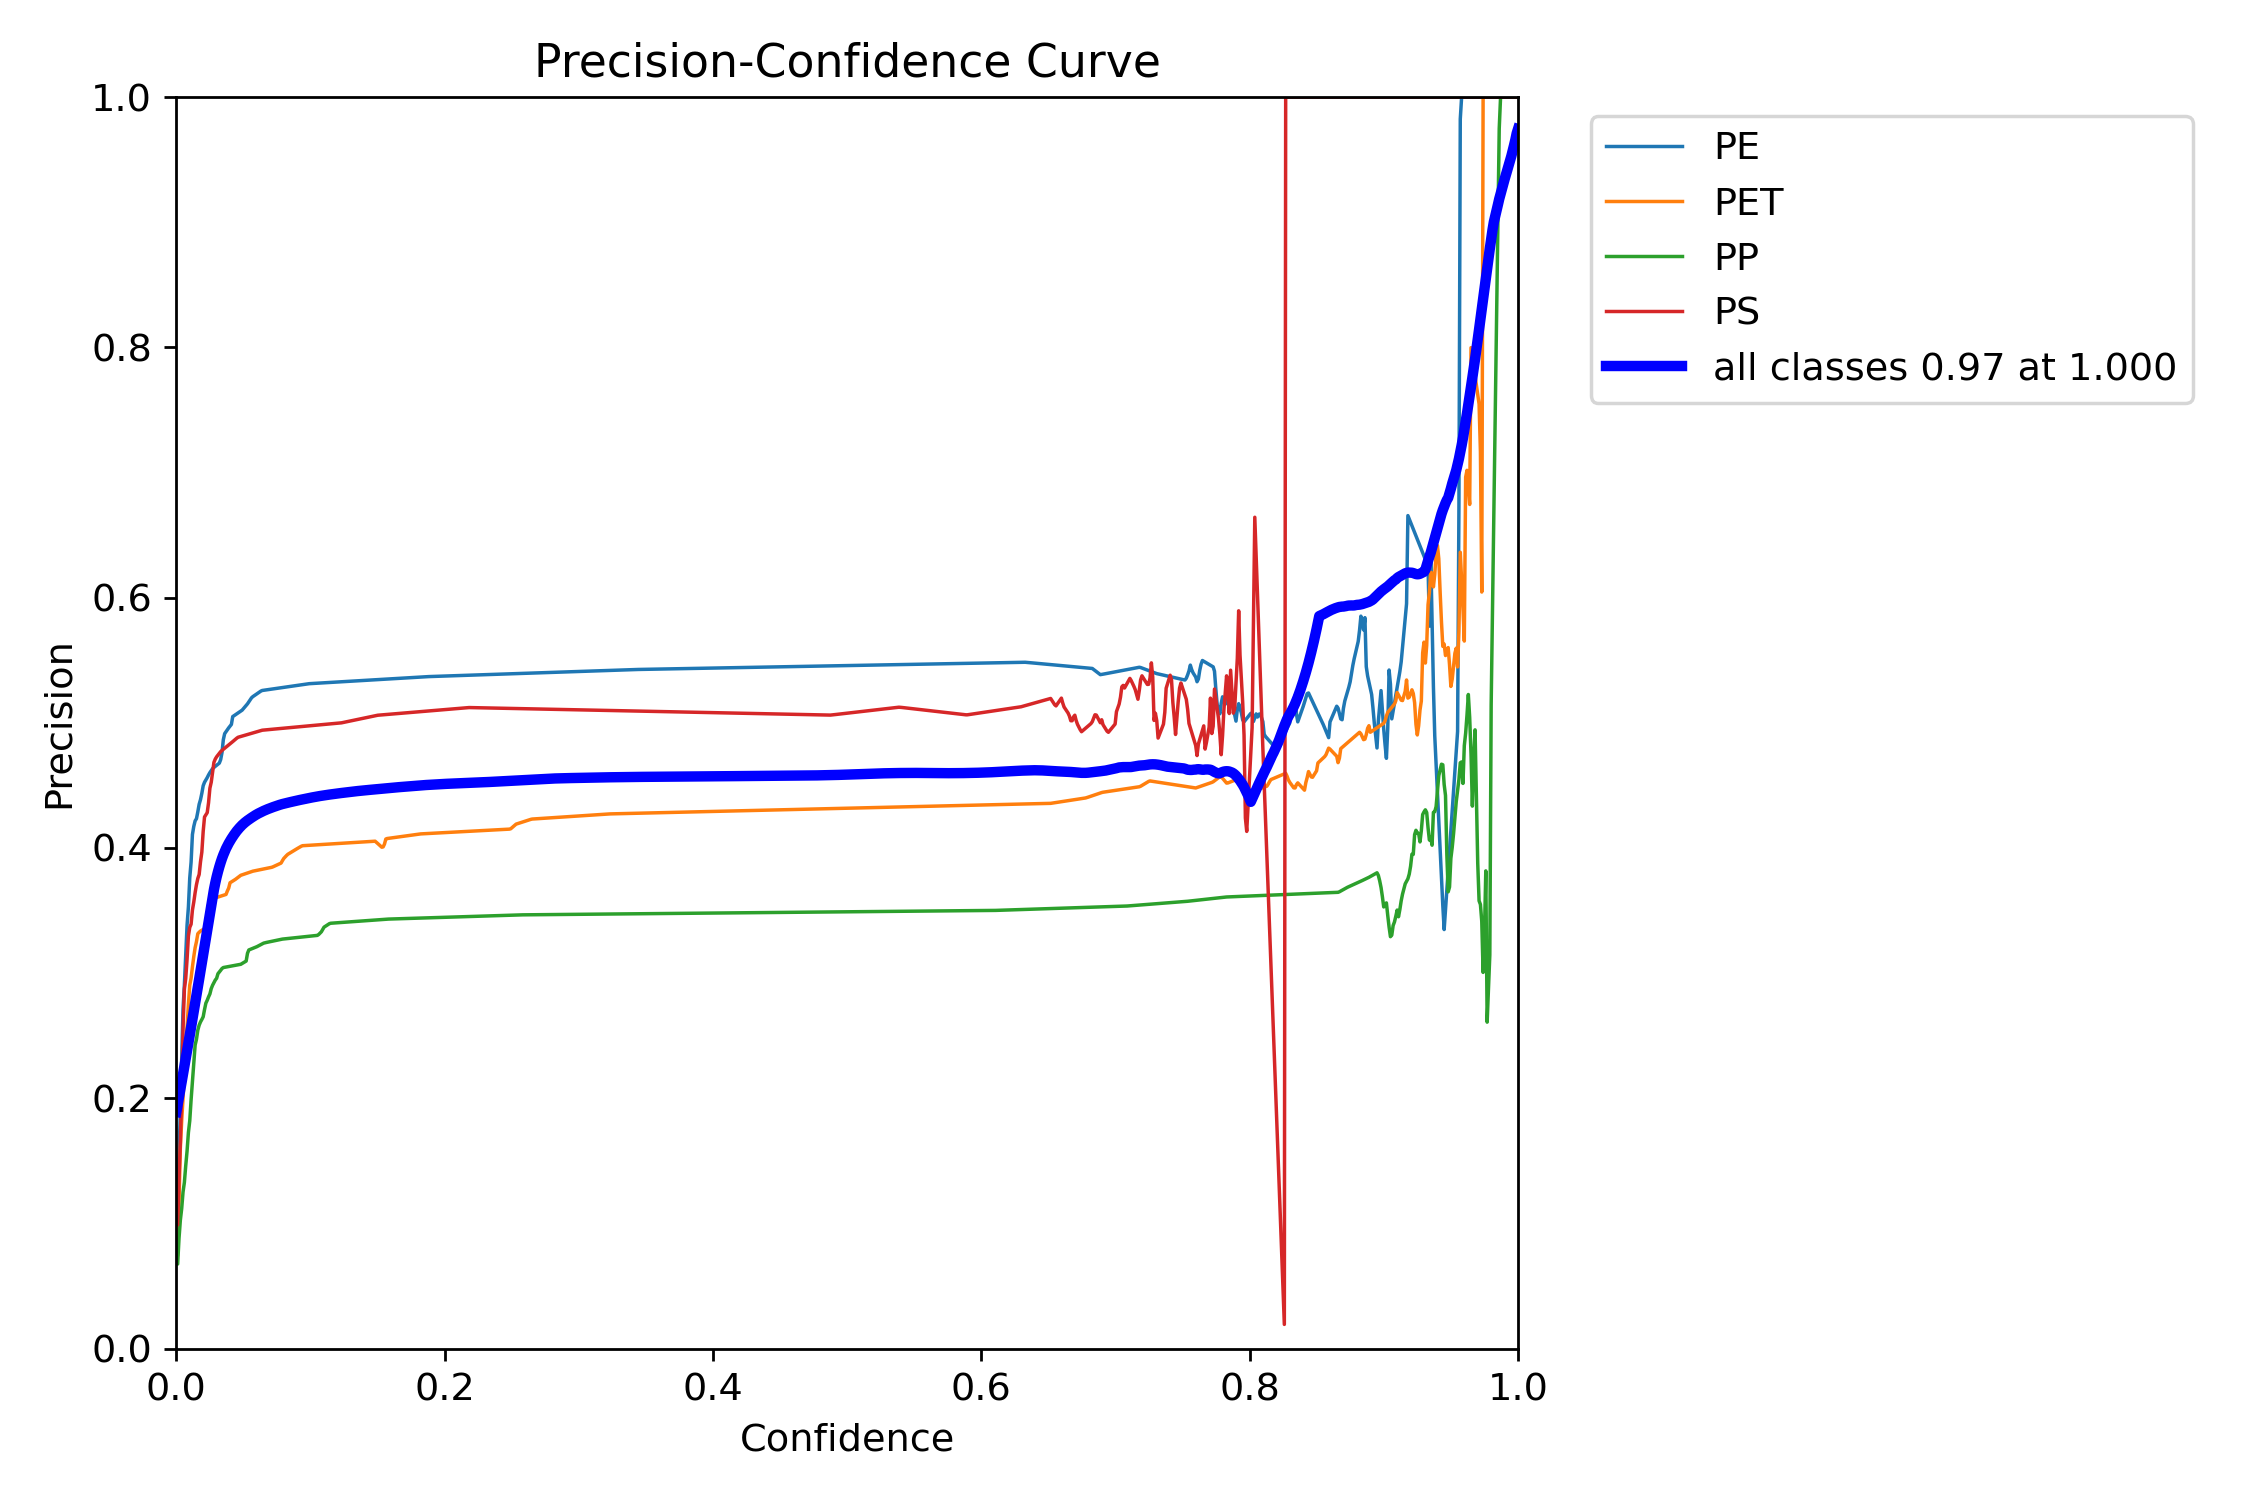 Precision-Confidence Curve
1.0
0.8
0.6
0.4
0.2
0.0
Precision
0.0 0.2 0.4 0.6 0.8 1.0
Confidence
PE
PET
PP
PS
all classes 0.97 at 1.000